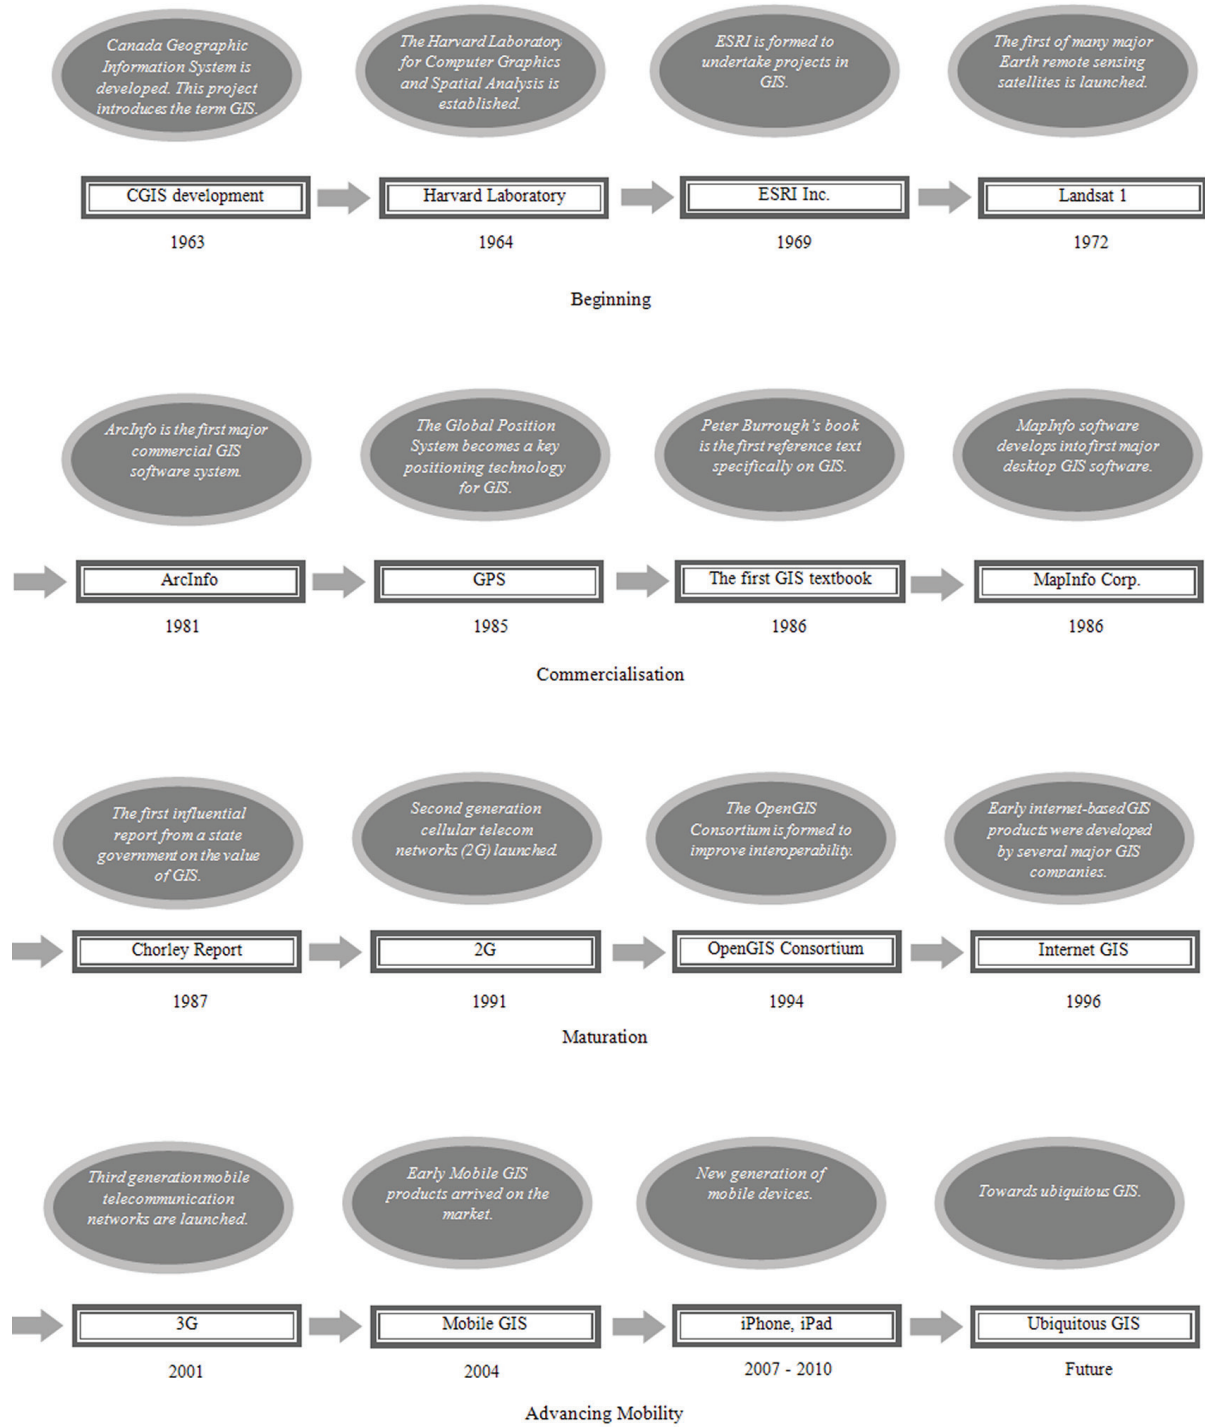 Canada Geographic
Information System is
developed. This project
introduces the term GIS.
The Harvard Laboratory
for Computer Graphics
and Spatial Analysis is
established.
ESRI is formed to
undertake projects in
GIS.
The first of many major
Earth remote sensing
satellites is launched.
CGIS development
Harvard Laboratory
ESRI Inc.
Landsat 1
1963
1964
1969
1972
Beginning
ArcInfo is the first major
commercial GIS
software system.
The Global Position
System becomes a key
positioning technology
for GIS.
Peter Burrough's book
is the first reference text
specifically on GIS.
MapInfo software
develops into first major
desktop GIS software.
ArcInfo
GPS
The first GIS textbook
MapInfo Corp.
1981
1985
1986
1986
Commercialisation
The first influential
report from a state
government on the value
of GIS.
Second generation
cellular telecom
networks (2G) launched.
The OpenGIS
Consortium is formed to
improve interoperability.
Early internet-based GIS
products were developed
by several major GIS
companies.
Chorley Report
2G
OpenGIS Consortium
Internet GIS
1987
1991
1994
1996
Maturation
Third generation mobile
telecommunication
networks are launched.
Early Mobile GIS
products arrived on the
market.
New generation of
mobile devices.
Towards ubiquitous GIS.
3G
Mobile GIS
iPhone, iPad
Ubiquitous GIS
2001
2004
2007 - 2010
Future
Advancing Mobility